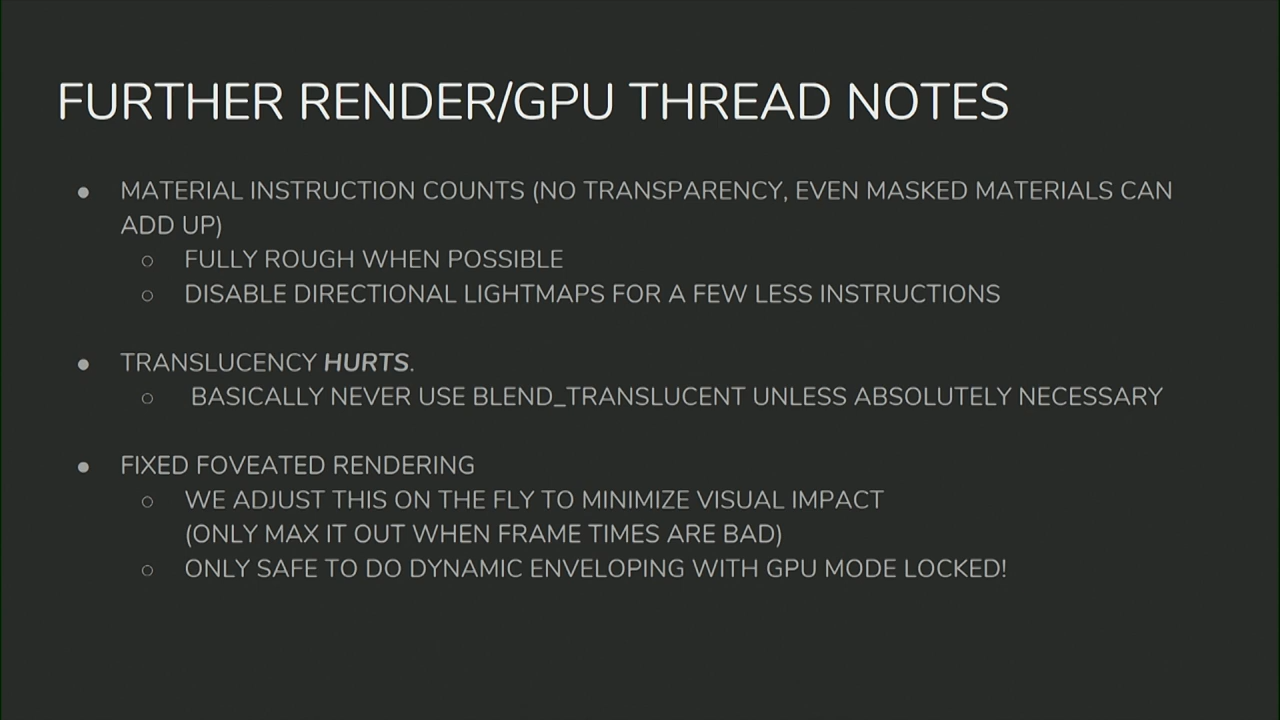 FURTHER RENDER/GPU THREAD NOTES
● MATERIAL INSTRUCTION COUNTS (NO TRANSPARENCY, EVEN MASKED MATERIALS CAN
ADD UP)
○ FULLY ROUGH WHEN POSSIBLE
○ DISABLE DIRECTIONAL LIGHTMAPS FOR A FEW LESS INSTRUCTIONS
● TRANSLUCENCY HURTS.
○ BASICALLY NEVER USE BLEND_TRANSLUCENT UNLESS ABSOLUTELY NECESSARY
● FIXED FOVEATED RENDERING
○ WE ADJUST THIS ON THE FLY TO MINIMIZE VISUAL IMPACT
(ONLY MAX IT OUT WHEN FRAME TIMES ARE BAD)
○ ONLY SAFE TO DO DYNAMIC ENVELOPING WITH GPU MODE LOCKED!